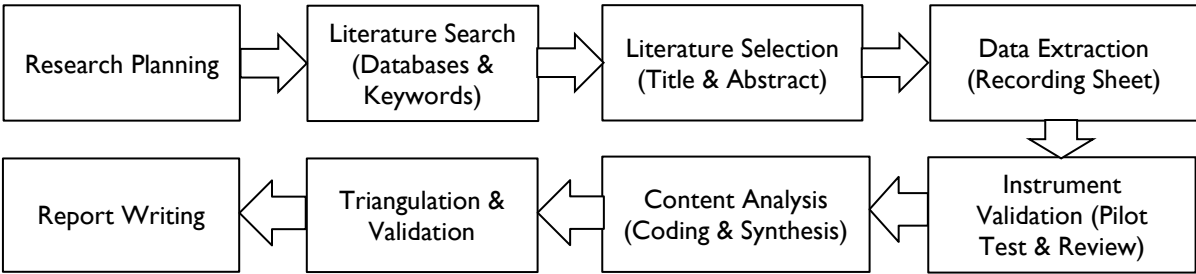 Research Planning
Literature Search
(Databases &
Keywords)
Literature Selection
(Title & Abstract)
Data Extraction
(Recording Sheet)
Instrument
Validation (Pilot
Test & Review)
Content Analysis
(Coding & Synthesis)
Triangulation &
Validation
Report Writing